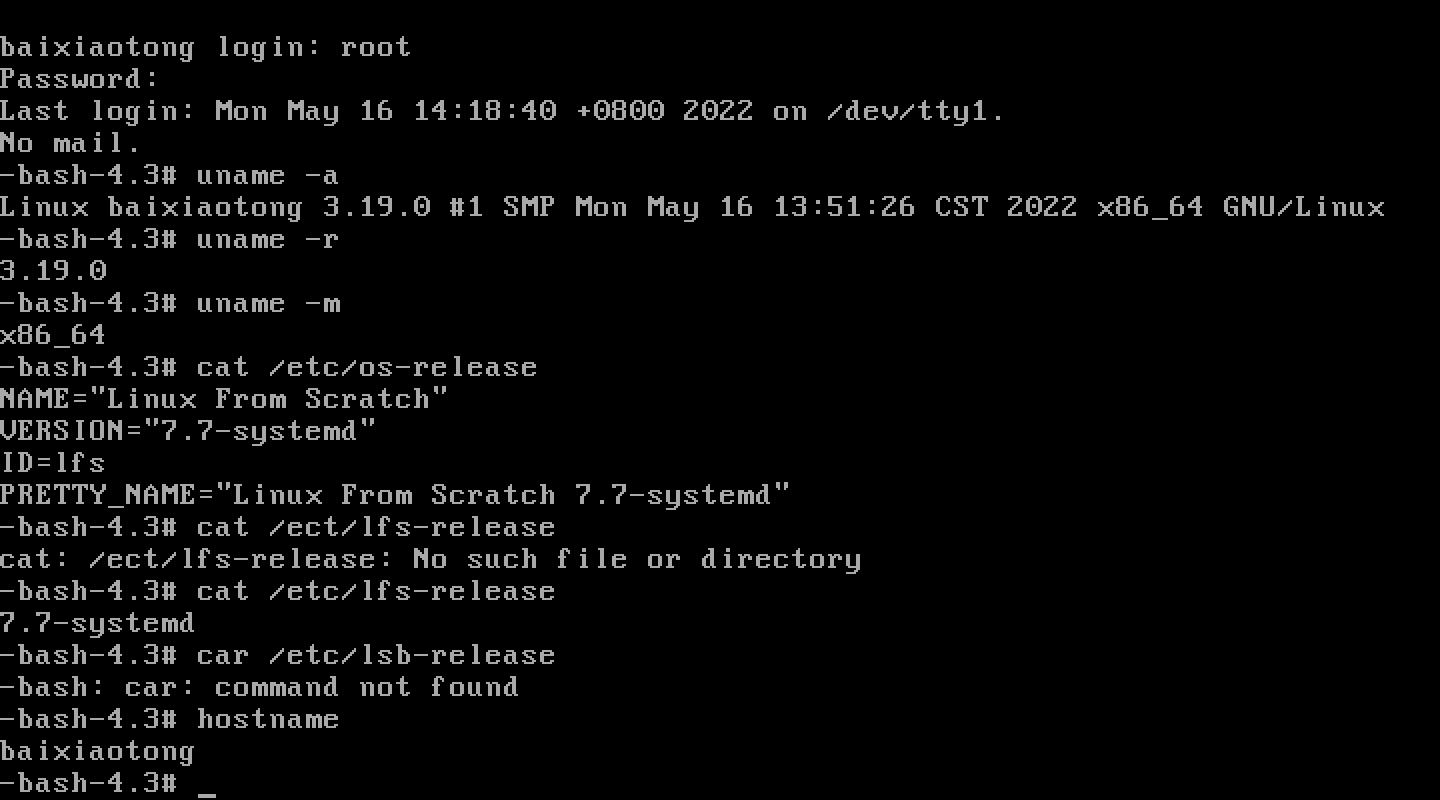 baixiaotong login: root
Password:
Last login: Mon May 16 14:18:40 +0800 2022 on /dev/tty1.
No mail.
-bash-4.3# uname -a
Linux baixiaotong 3.19.0 #1 SMP Mon May 16 13:51:26 CST 2022 x86_64 GNU/Linux
-bash-4.3# uname -r
3.19.0
-bash-4.3# uname -m
x86_64
-bash-4.3# cat /etc/os-release
NAME="Linux From Scratch"
VERSION="7.7-systemd"
ID=lfs
PRETTY_NAME="Linux From Scratch 7.7-systemd"
-bash-4.3# cat /ect/lfs-release
cat: /ect/lfs-release: No such file or directory
-bash-4.3# cat /etc/lfs-release
7.7-systemd
-bash-4.3# car /etc/lsb-release
-bash: car: command not found
-bash-4.3# hostname
baixiaotong
-bash-4.3# _